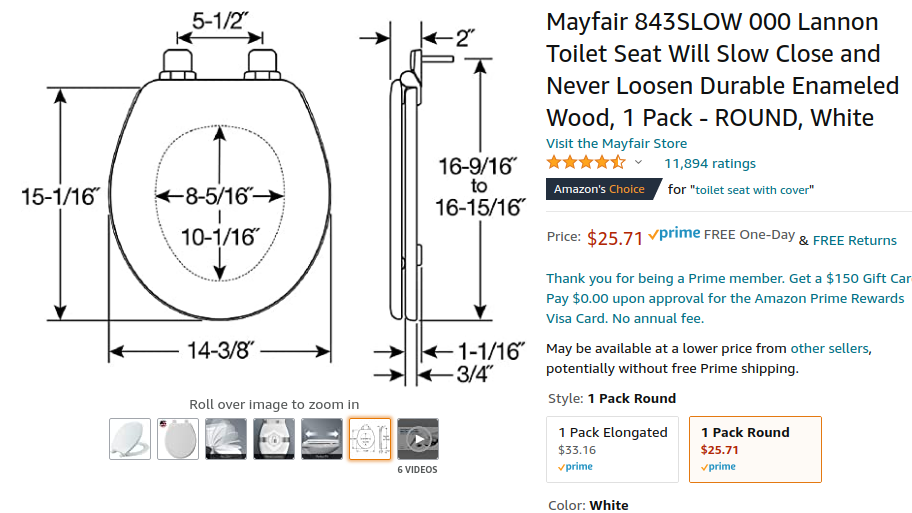 5-1/2″
2″
15-1/16″
8-5/16″
10-1/16″
16-9/16″
to
16-15/16″
14-3/8″
1-1/16″
3/4″
Roll over image to zoom in
6 VIDEOS
Mayfair 843SLOW 000 Lannon
Toilet Seat Will Slow Close and
Never Loosen Durable Enameled
Wood, 1 Pack - ROUND, White
Visit the Mayfair Store
11,894 ratings
Amazon's Choice for "toilet seat with cover"
Price: $25.71 prime FREE One-Day & FREE Returns
Thank you for being a Prime member. Get a $150 Gift Car
Pay $0.00 upon approval for the Amazon Prime Rewards
Visa Card. No annual fee.
May be available at a lower price from other sellers,
potentially without free Prime shipping.
Style: 1 Pack Round
1 Pack Elongated
$33.16
prime
1 Pack Round
$25.71
prime
Color: White